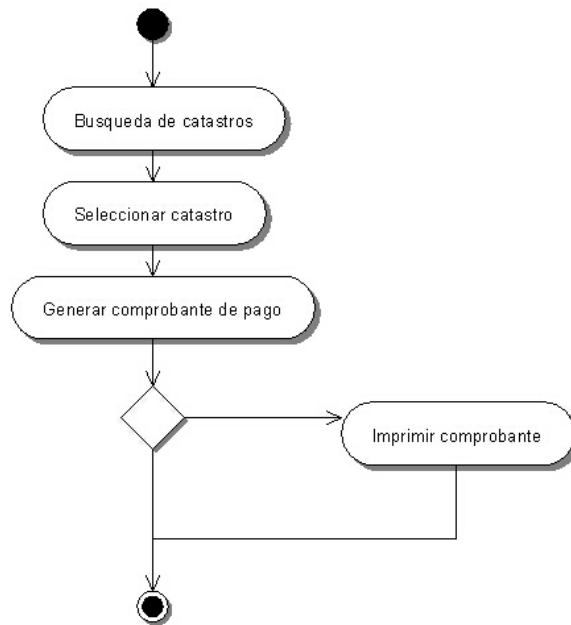 Busqueda de catastros
Seleccionar catastro
Generar comprobante de pago
Imprimir comprobante